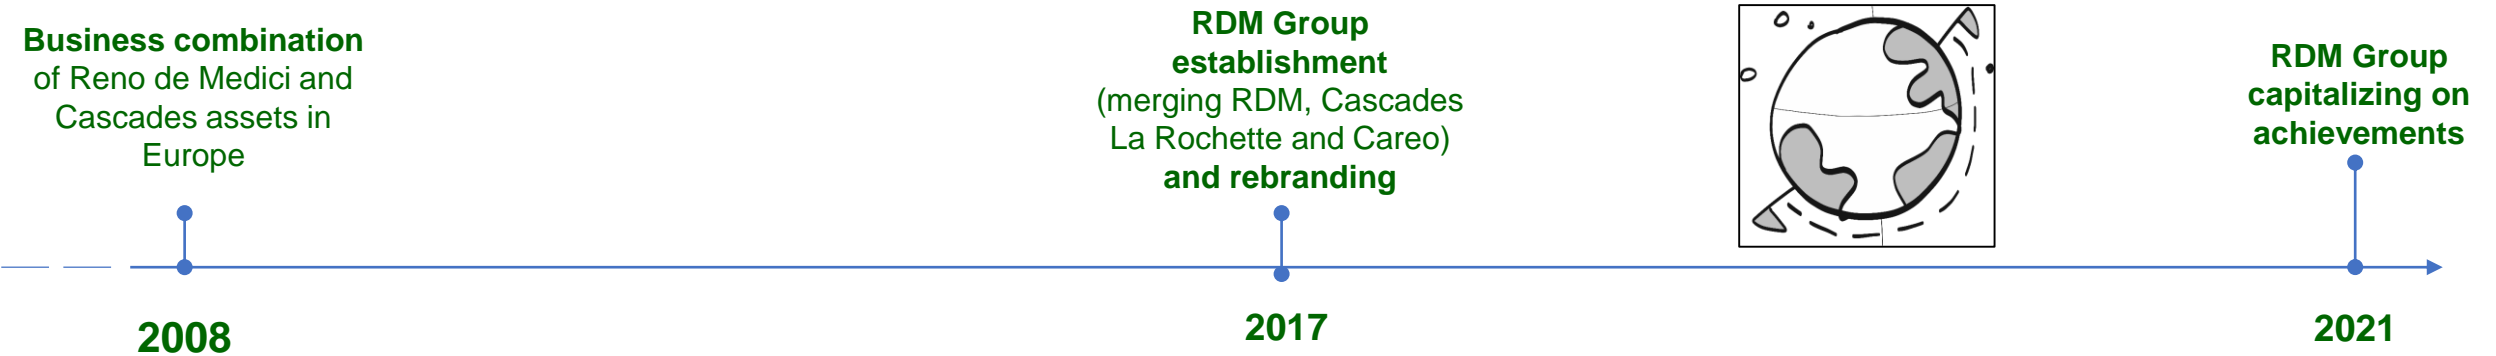 Business combination
of Reno de Medici and
Cascades assets in
Europe
2008
RDM Group
establishment
(merging RDM, Cascades
La Rochette and Careo)
and rebranding
2017
RDM Group
capitalizing on
achievements
2021